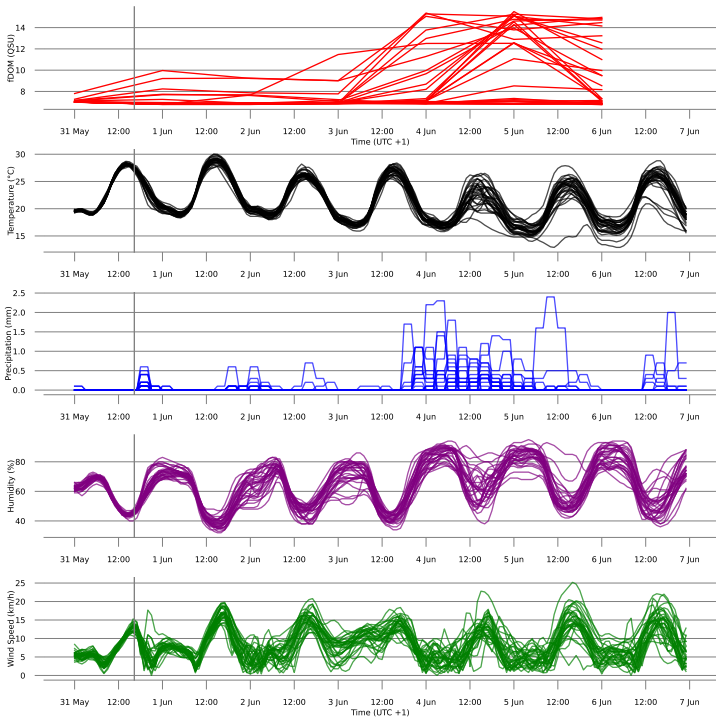 14
12
10
8
fDOM (QSU)
31 May 12:00 1 Jun 12:00 2 Jun 12:00 3 Jun 12:00 4 Jun 12:00 5 Jun 12:00 6 Jun 12:00 7 Jun
Time (UTC +1)
30
25
20
15
Temperature (°C)
31 May 12:00 1 Jun 12:00 2 Jun 12:00 3 Jun 12:00 4 Jun 12:00 5 Jun 12:00 6 Jun 12:00 7 Jun
2.5
2.0
1.5
1.0
0.5
0.0
Precipitation (mm)
31 May 12:00 1 Jun 12:00 2 Jun 12:00 3 Jun 12:00 4 Jun 12:00 5 Jun 12:00 6 Jun 12:00 7 Jun
80
60
40
Humidity (%)
31 May 12:00 1 Jun 12:00 2 Jun 12:00 3 Jun 12:00 4 Jun 12:00 5 Jun 12:00 6 Jun 12:00 7 Jun
25
20
15
10
5
0
Wind Speed (km/h)
31 May 12:00 1 Jun 12:00 2 Jun 12:00 3 Jun 12:00 4 Jun 12:00 5 Jun 12:00 6 Jun 12:00 7 Jun
Time (UTC +1)